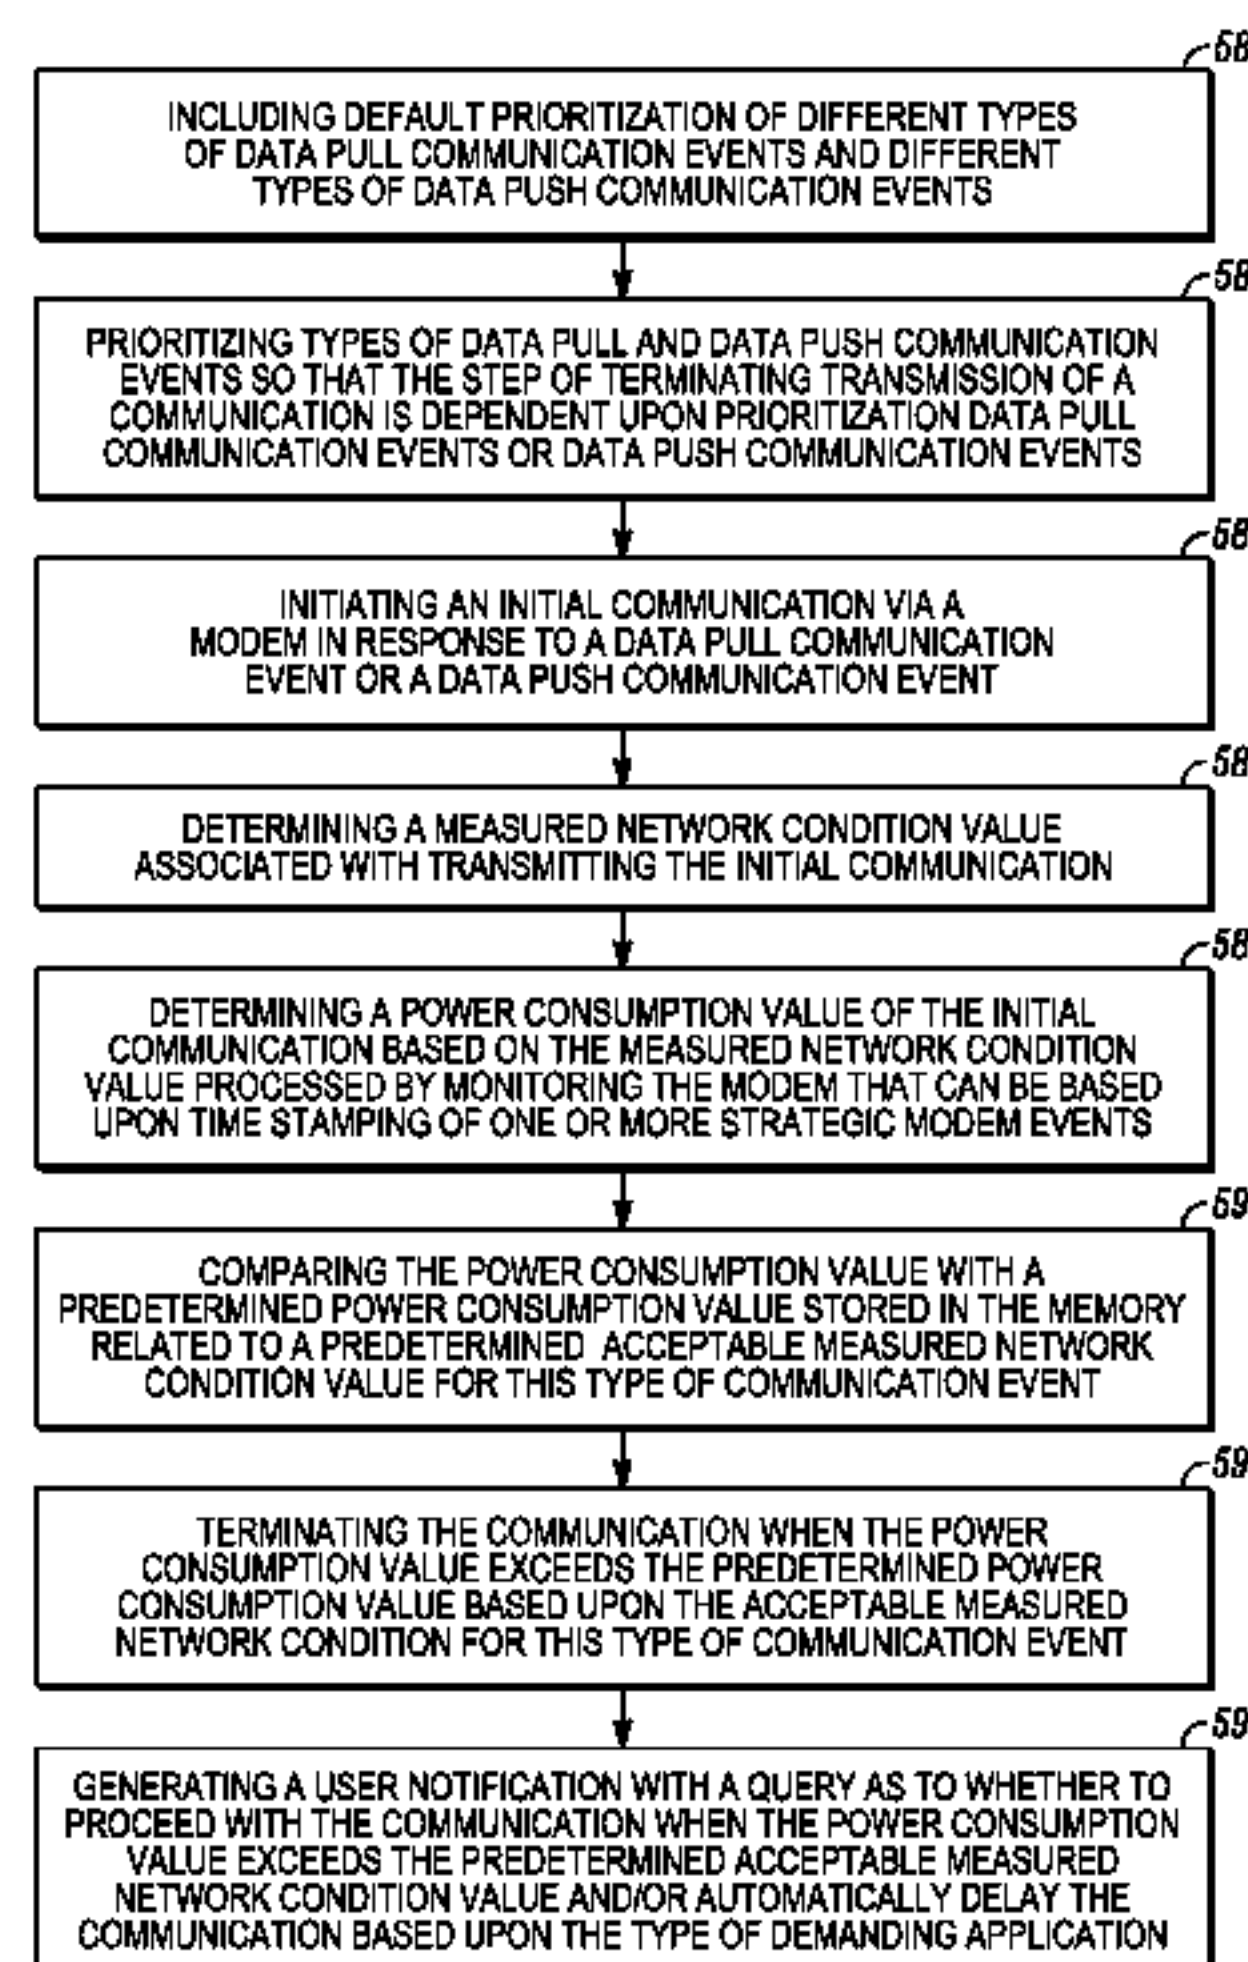 58
INCLUDING DEFAULT PRIORITIZATION OF DIFFERENT TYPES
OF DATA PULL COMMUNICATION EVENTS AND DIFFERENT
TYPES OF DATA PUSH COMMUNICATION EVENTS
58
PRIORITIZING TYPES OF DATA PULL AND DATA PUSH COMMUNICATION
EVENTS SO THAT THE STEP OF TERMINATING TRANSMISSION OF A
COMMUNICATION IS DEPENDENT UPON PRIORITIZATION DATA PULL
COMMUNICATION EVENTS OR DATA PUSH COMMUNICATION EVENTS
58
INITIATING AN INITIAL COMMUNICATION VIA A
MODEM IN RESPONSE TO A DATA PULL COMMUNICATION
EVENT OR A DATA PUSH COMMUNICATION EVENT
58
DETERMINING A MEASURED NETWORK CONDITION VALUE
ASSOCIATED WITH TRANSMITTING THE INITIAL COMMUNICATION
58
DETERMINING A POWER CONSUMPTION VALUE OF THE INITIAL
COMMUNICATION BASED ON THE MEASURED NETWORK CONDITION
VALUE PROCESSED BY MONITORING THE MODEM THAT CAN BE BASED
UPON TIME STAMPING OF ONE OR MORE STRATEGIC MODEM EVENTS
59
COMPARING THE POWER CONSUMPTION VALUE WITH A
PREDETERMINED POWER CONSUMPTION VALUE STORED IN THE MEMORY
RELATED TO A PREDETERMINED ACCEPTABLE MEASURED NETWORK
CONDITION VALUE FOR THIS TYPE OF COMMUNICATION EVENT
59
TERMINATING THE COMMUNICATION WHEN THE POWER
CONSUMPTION VALUE EXCEEDS THE PREDETERMINED POWER
CONSUMPTION VALUE BASED UPON THE ACCEPTABLE MEASURED
NETWORK CONDITION FOR THIS TYPE OF COMMUNICATION EVENT
59
GENERATING A USER NOTIFICATION WITH A QUERY AS TO WHETHER TO
PROCEED WITH THE COMMUNICATION WHEN THE POWER CONSUMPTION
VALUE EXCEEDS THE PREDETERMINED ACCEPTABLE MEASURED
NETWORK CONDITION VALUE AND/OR AUTOMATICALLY DELAY THE
COMMUNICATION BASED UPON THE TYPE OF DEMANDING APPLICATION